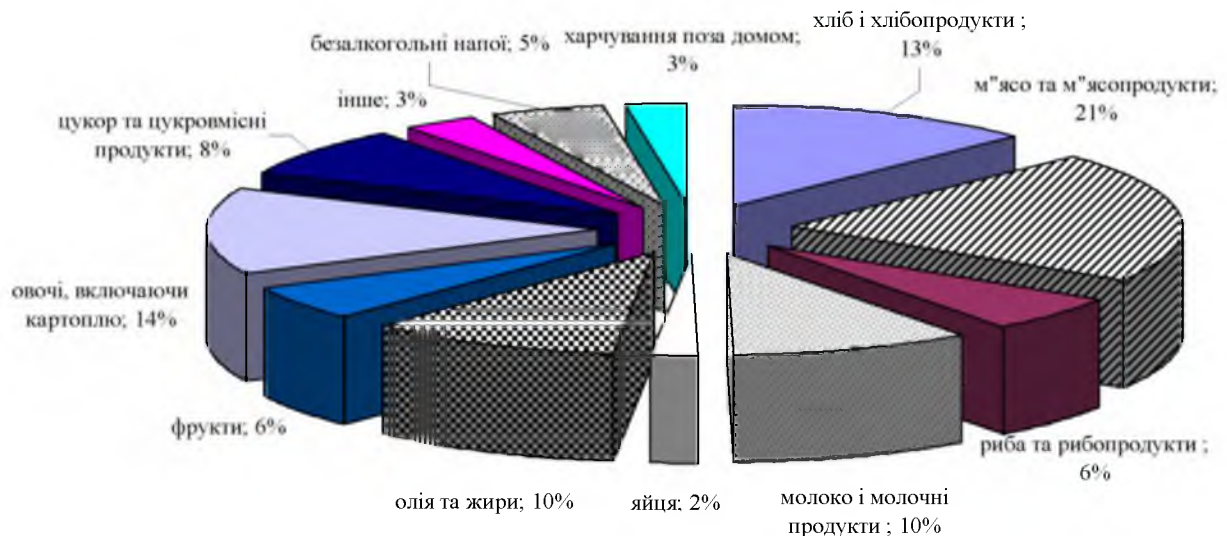 хліб і хлібопродукти ;
13%
м"ясо та м"ясопродукти;
21%
риба та рибопродукти ;
6%
молоко і молочні
продукти ; 10%
яйця; 2%
олія та жири; 10%
фрукти; 6%
овочі, включаючи
картоплю; 14%
цукор та цукровмісні
продукти; 8%
інше; 3%
безалкогольні напої; 5%
харчування поза домом;
3%